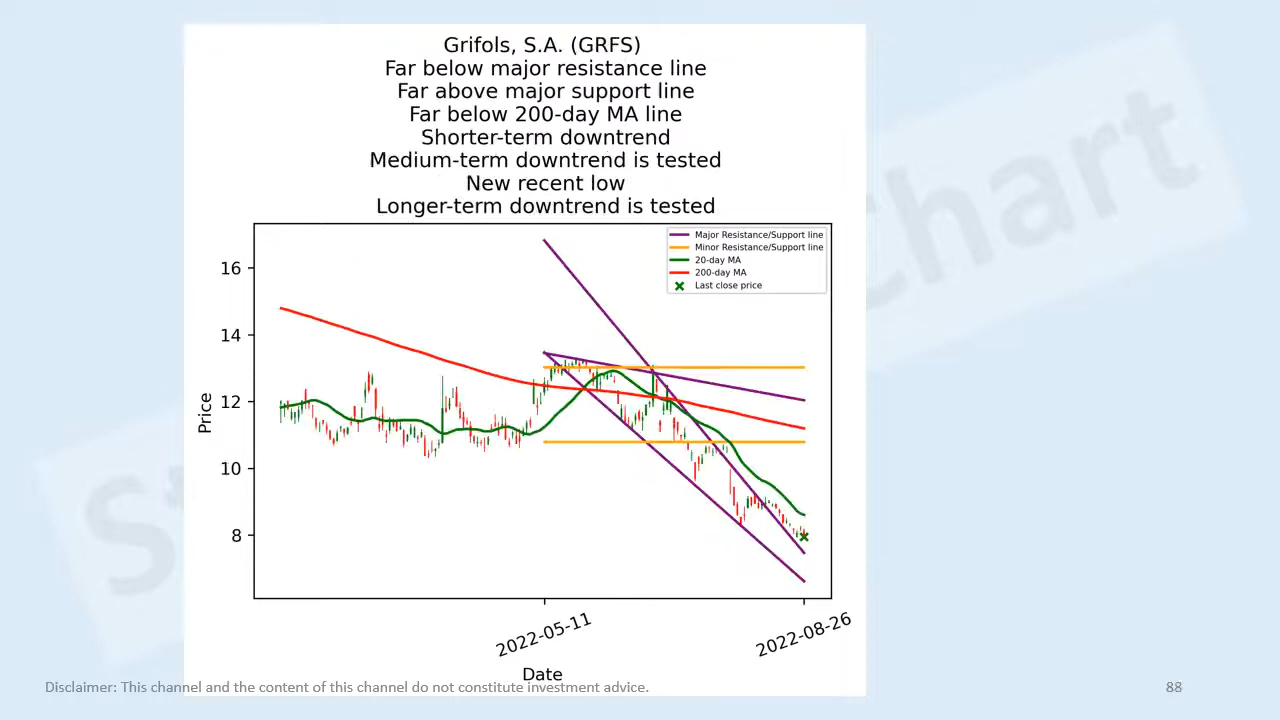 Grifols, S.A. (GRFS)
Far below major resistance line
Far above major support line
Far below 200-day MA line
Shorter-term downtrend
Medium-term downtrend is tested
New recent low
Longer-term downtrend is tested
Major Resistance/Support line
Minor Resistance/Support line
20-day MA
200-day MA
Last close price
Price
16
14
12
10
8
2022-05-11
2022-08-26
Date
Disclaimer: This channel and the content of this channel do not constitute investment advice.
88
chart